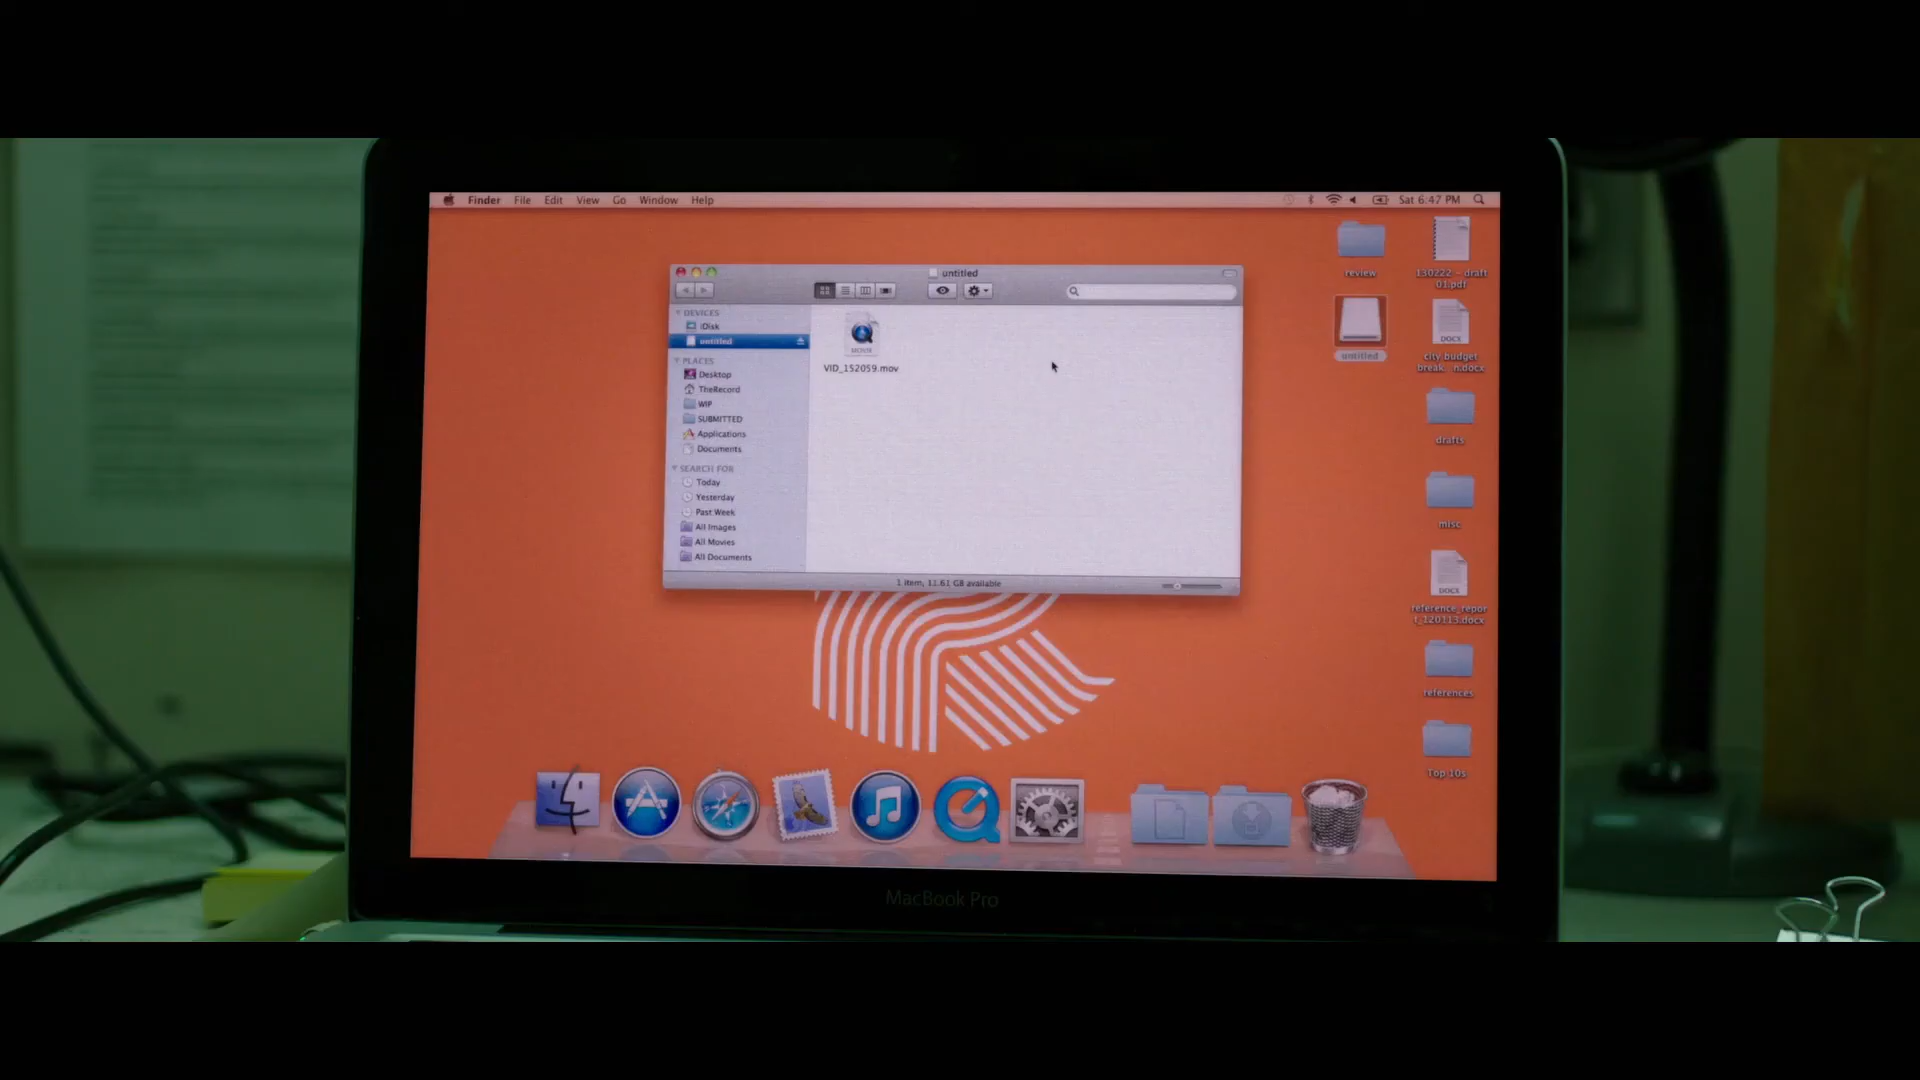 Finder File Edit View Go Window Help
Sat 6:47 PM
untitled
DEVICES
iDisk
untitled
PLACES
Desktop
TheRecord
WIP
SUBMITTED
Applications
Documents
SEARCH FOR
Today
Yesterday
Past Week
All Images
All Movies
All Documents
MOVIE
VID_152059.mov
1 item, 11.61 GB available
review
130222 - draft
01.pdf
untitled
DOCX
city budget
break...n.docx
drafts
misc
DOCX
reference_repor
t_120113.docx
references
Top 10s
MacBook Pro